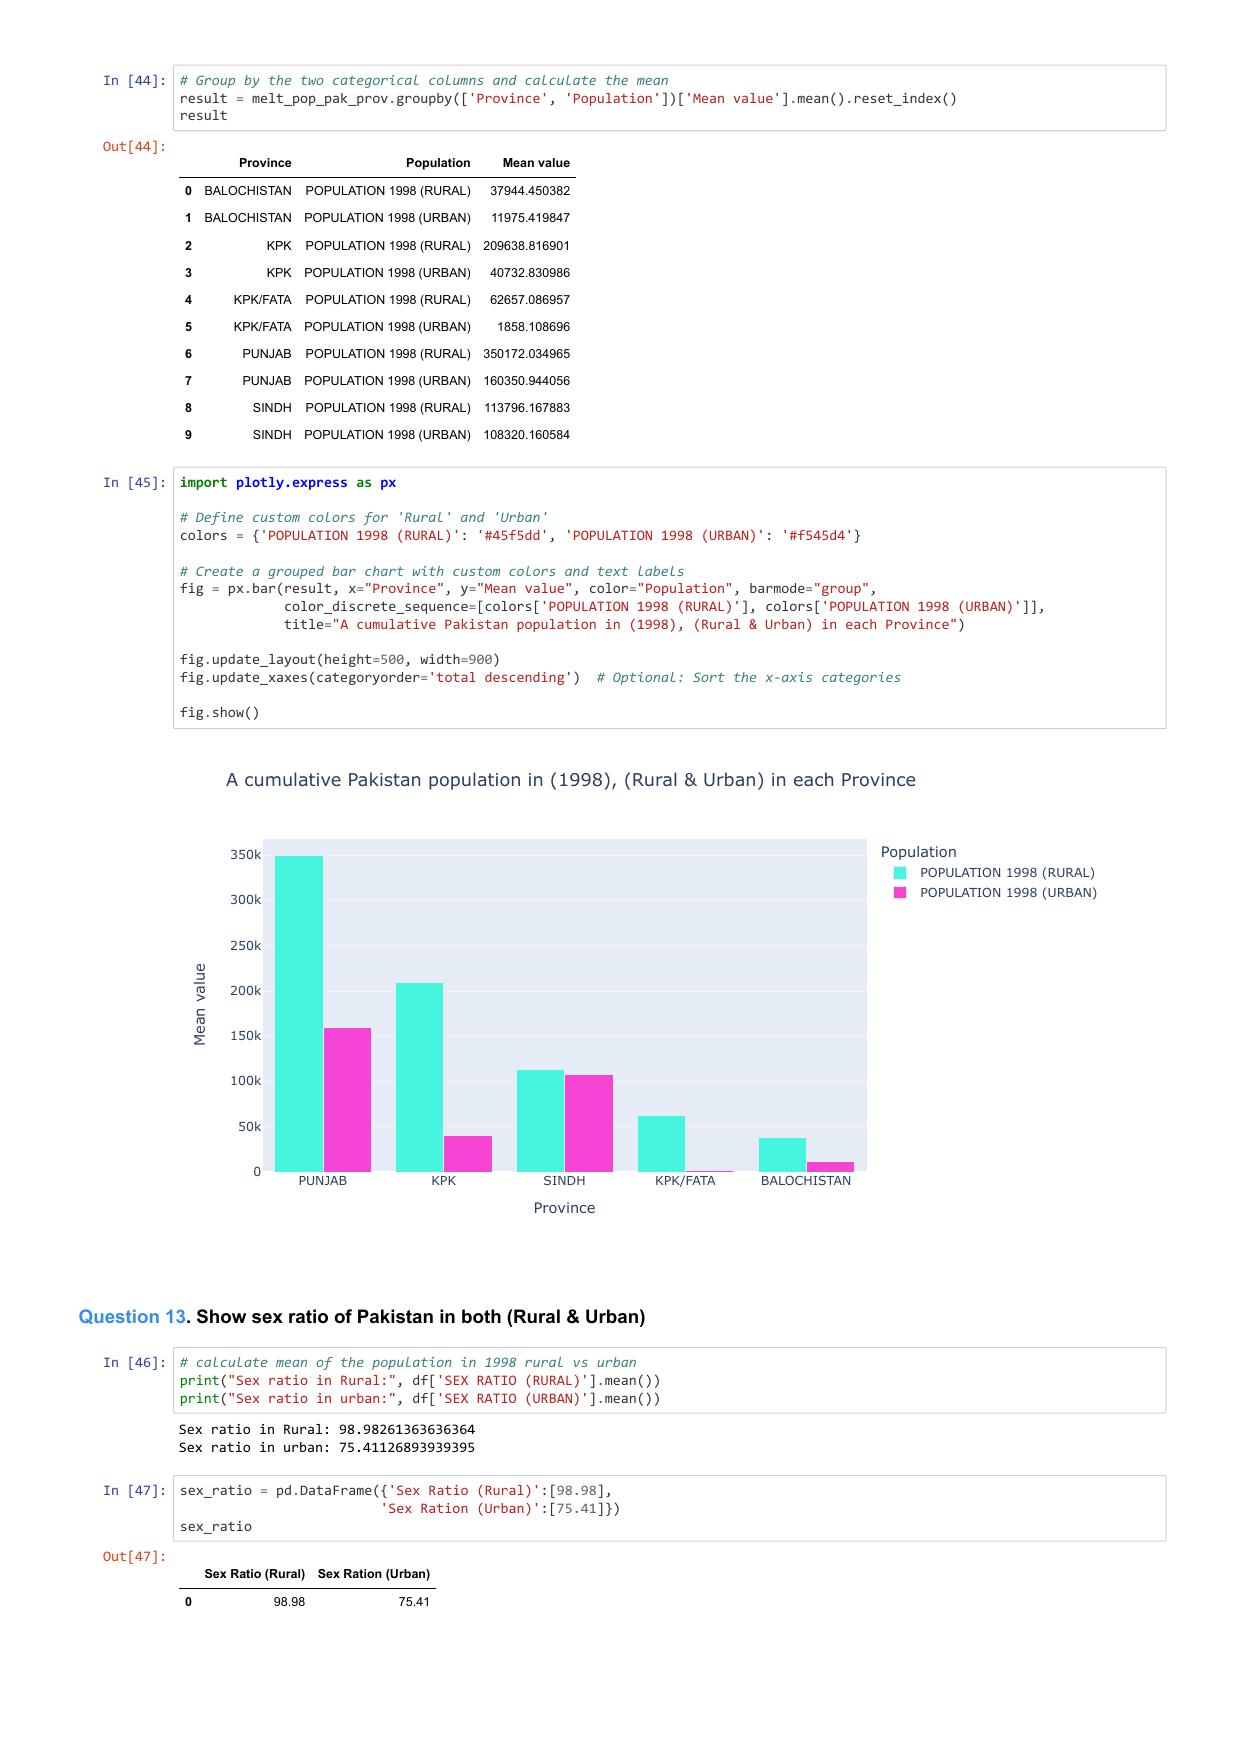 In [44]: # Group by the two categorical columns and calculate the mean
result = melt_pop_pak_prov.groupby(['Province', 'Population'])['Mean value'].mean().reset_index()
result
Out[44]:
Province Population Mean value
0 BALOCHISTAN POPULATION 1998 (RURAL) 37944.450382
1 BALOCHISTAN POPULATION 1998 (URBAN) 11975.419847
2 KPK POPULATION 1998 (RURAL) 209638.816901
3 KPK POPULATION 1998 (URBAN) 40732.830986
4 KPK/FATA POPULATION 1998 (RURAL) 62657.086957
5 KPK/FATA POPULATION 1998 (URBAN) 1858.108696
6 PUNJAB POPULATION 1998 (RURAL) 350172.034965
7 PUNJAB POPULATION 1998 (URBAN) 160350.944056
8 SINDH POPULATION 1998 (RURAL) 113796.167883
9 SINDH POPULATION 1998 (URBAN) 108320.160584
In [45]: import plotly.express as px
# Define custom colors for 'Rural' and 'Urban'
colors = {'POPULATION 1998 (RURAL)': '#45f5dd', 'POPULATION 1998 (URBAN)': '#f545d4'}
# Create a grouped bar chart with custom colors and text labels
fig = px.bar(result, x="Province", y="Mean value", color="Population", barmode="group",
color_discrete_sequence=[colors['POPULATION 1998 (RURAL)'], colors['POPULATION 1998 (URBAN)']],
title="A cumulative Pakistan population in (1998), (Rural & Urban) in each Province")
fig.update_layout(height=500, width=900)
fig.update_xaxes(categoryorder='total descending')  # Optional: Sort the x-axis categories
fig.show()
A cumulative Pakistan population in (1998), (Rural & Urban) in each Province
Population
POPULATION 1998 (RURAL)
POPULATION 1998 (URBAN)
350k
300k
250k
200k
150k
100k
50k
0
Mean value
PUNJAB KPK SINDH KPK/FATA BALOCHISTAN
Province
Question 13. Show sex ratio of Pakistan in both (Rural & Urban)
In [46]: # calculate mean of the population in 1998 rural vs urban
print("Sex ratio in Rural:", df['SEX RATIO (RURAL)'].mean())
print("Sex ratio in urban:", df['SEX RATIO (URBAN)'].mean())
Sex ratio in Rural: 98.98261363636364
Sex ratio in urban: 75.41126893939395
In [47]: sex_ratio = pd.DataFrame({'Sex Ratio (Rural)':[98.98],
'Sex Ration (Urban)':[75.41]})
sex_ratio
Out[47]:
Sex Ratio (Rural) Sex Ration (Urban)
0 98.98 75.41